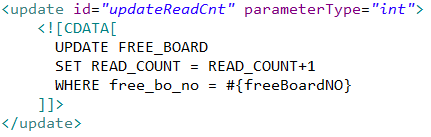 <update id="updateReadCnt" parameterType="int">
<![CDATA[
UPDATE FREE_BOARD
SET READ_COUNT = READ_COUNT+1
WHERE free_bo_no = #{freeBoardNO}
]]>
</update>